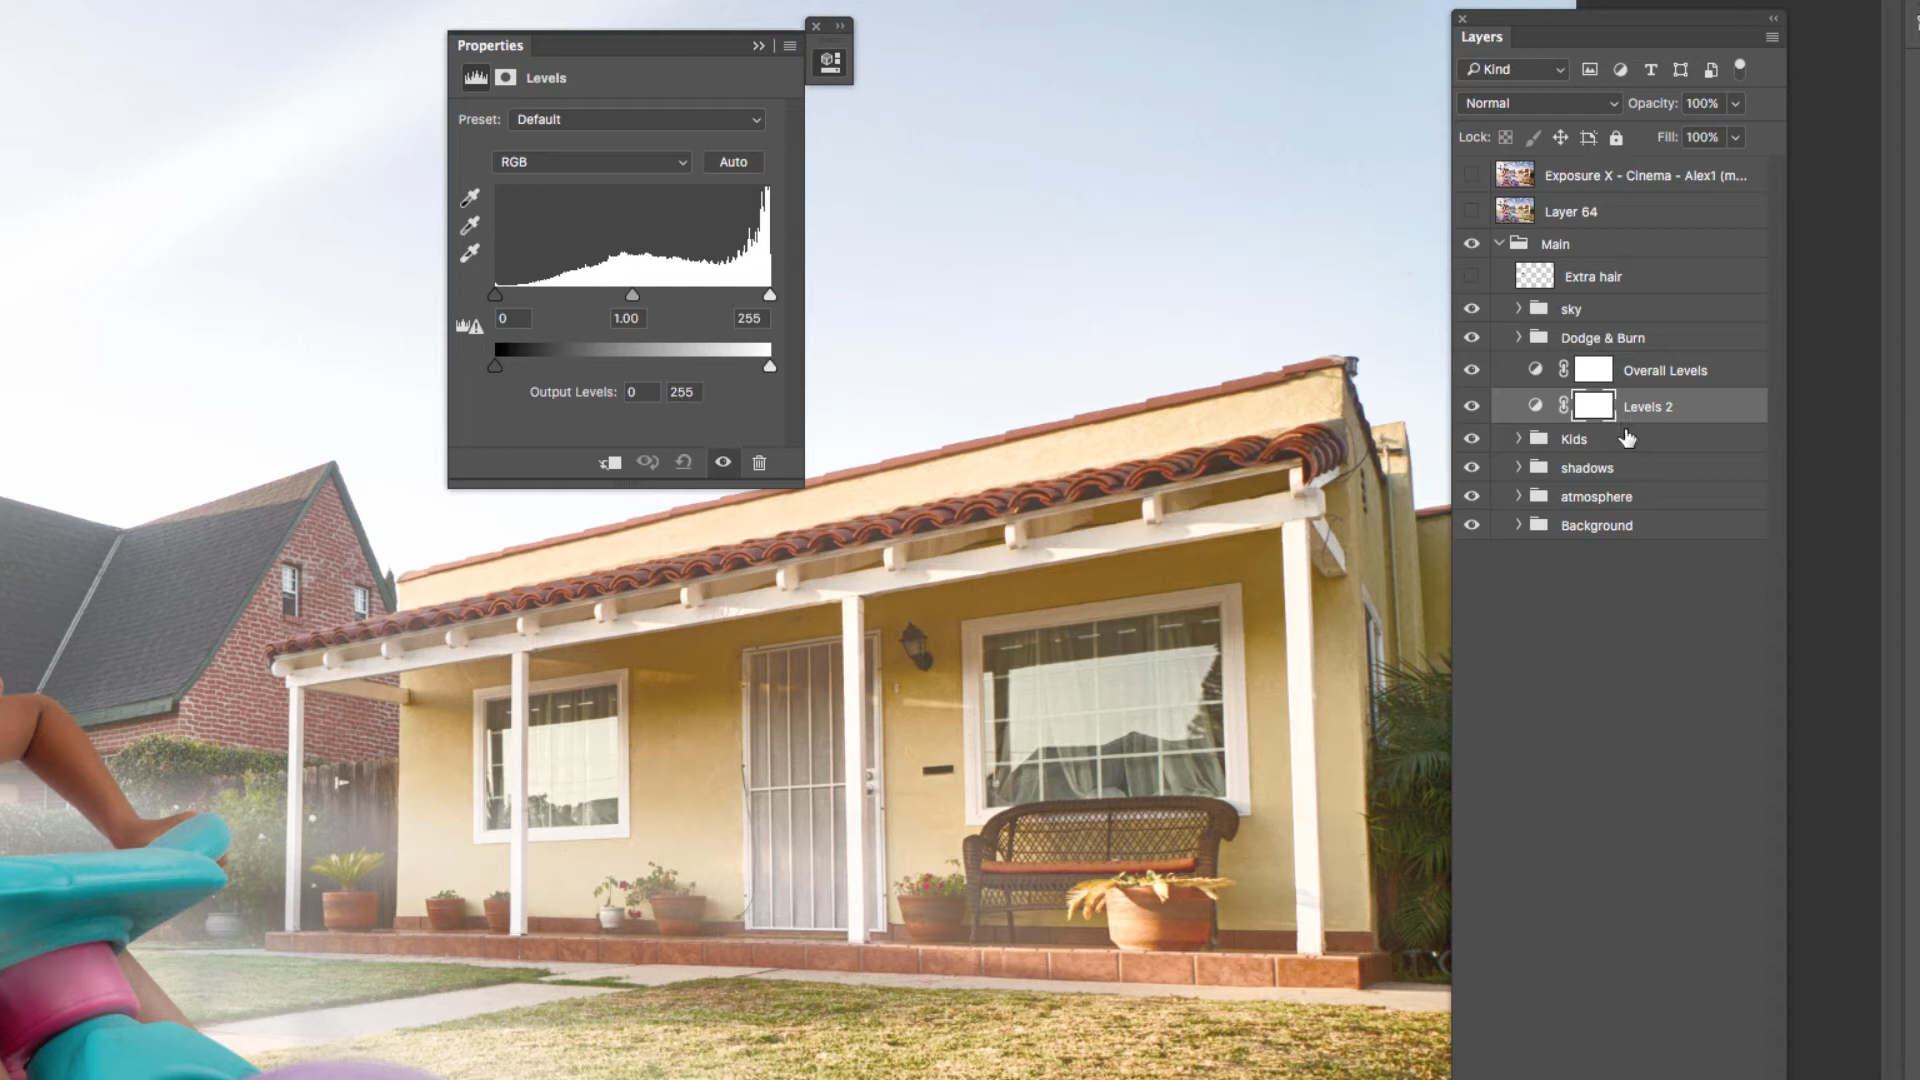 Properties
Levels
Preset: Default
RGB
Auto
0
1.00
255
Output Levels: 0 255
Layers
Kind
Normal
Opacity: 100%
Lock:
Fill: 100%
Exposure X - Cinema - Alex1 (m...
Layer 64
Main
Extra hair
sky
Dodge & Burn
Overall Levels
Levels 2
Kids
shadows
atmosphere
Background